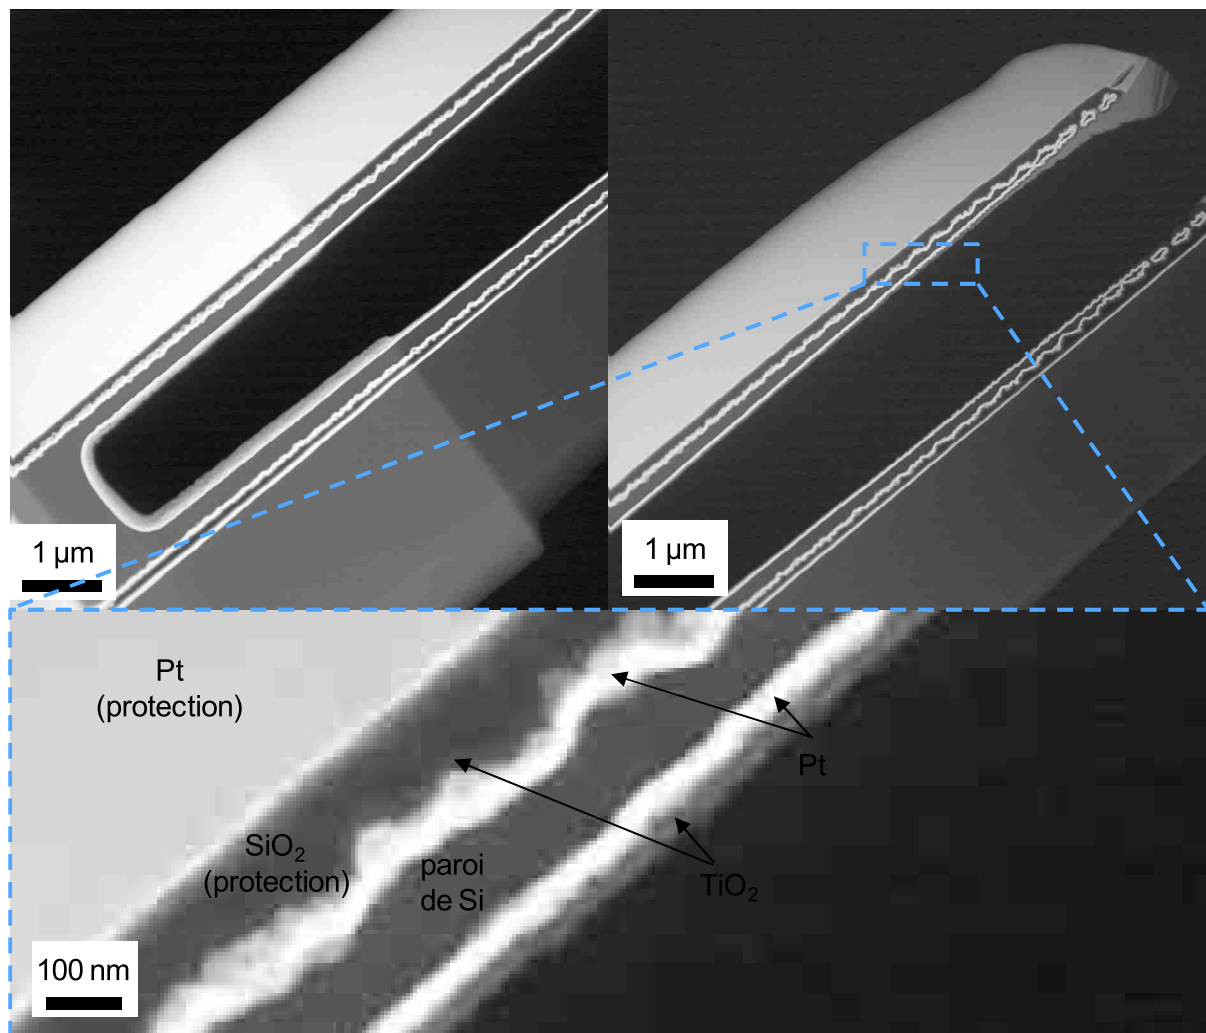 1 µm
1 µm
Pt
(protection)
Pt
SiO₂
(protection)
paroi
de Si
TiO₂
100 nm